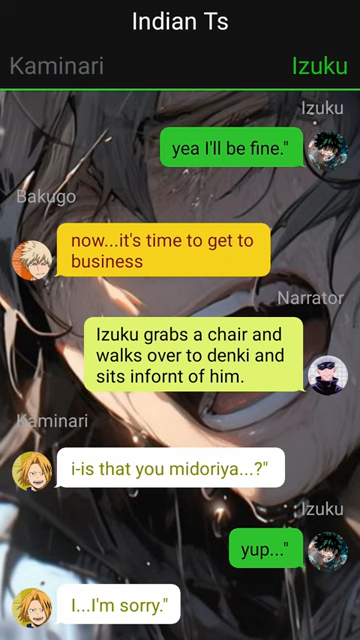 Indian Ts
Kaminari Izuku
Izuku
yea I'll be fine."
Bakugo
now...it's time to get to
business
Narrator
Izuku grabs a chair and
walks over to denki and
sits infornt of him.
Kaminari
i-is that you midoriya...?"
Izuku
yup..."
I...I'm sorry."